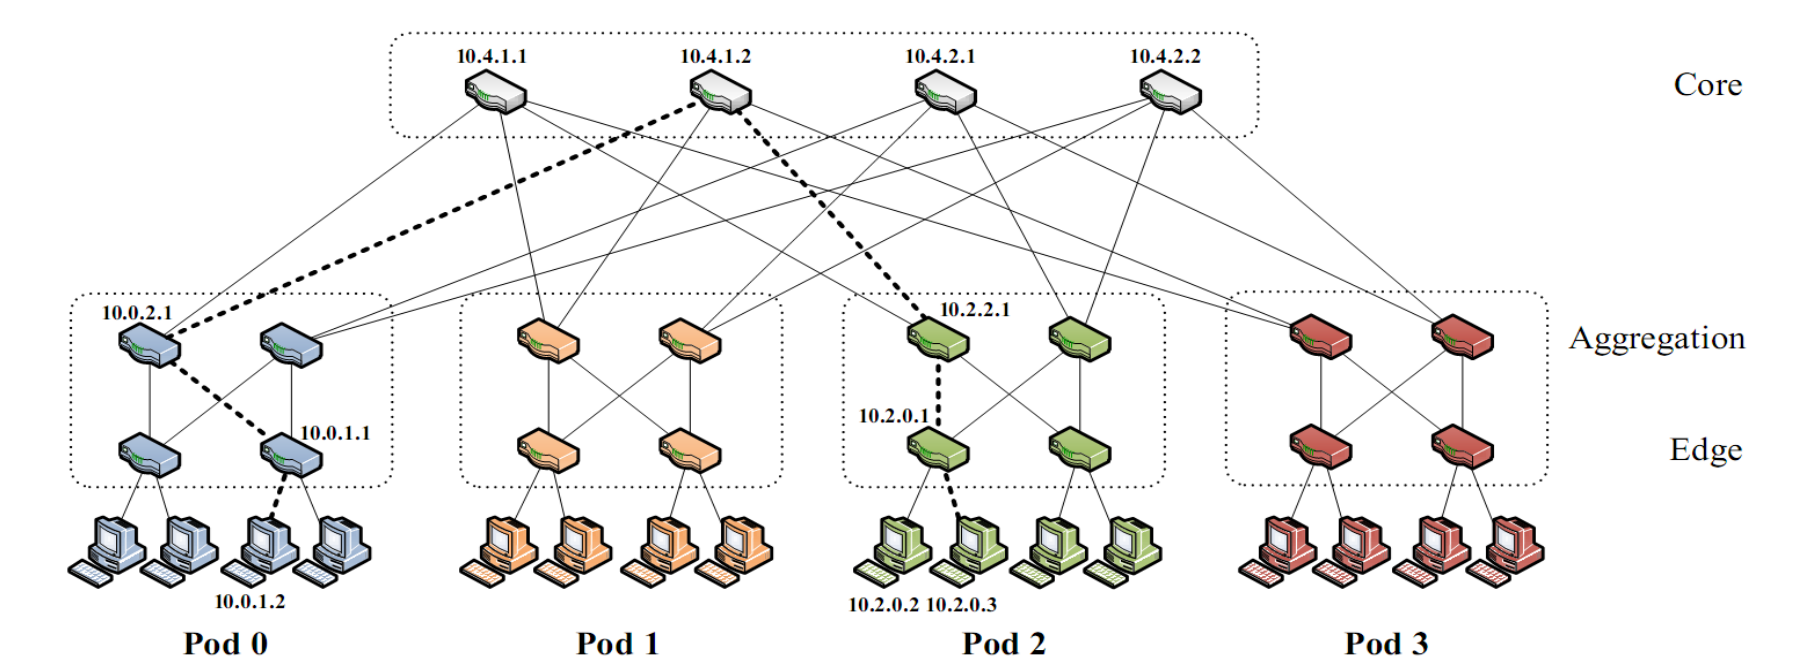 10.4.1.1 10.4.1.2 10.4.2.1 10.4.2.2
Core
10.0.2.1 10.2.2.1
Aggregation
10.2.0.1
10.0.1.1
Edge
10.0.1.2 10.2.0.2 10.2.0.3
Pod 0 Pod 1 Pod 2 Pod 3